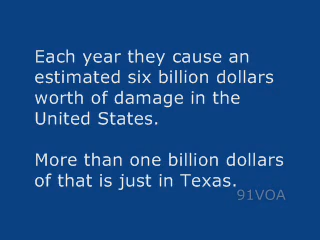 Each year they cause an
estimated six billion dollars
worth of damage in the
United States.
More than one billion dollars
of that is just in Texas.
91VOA